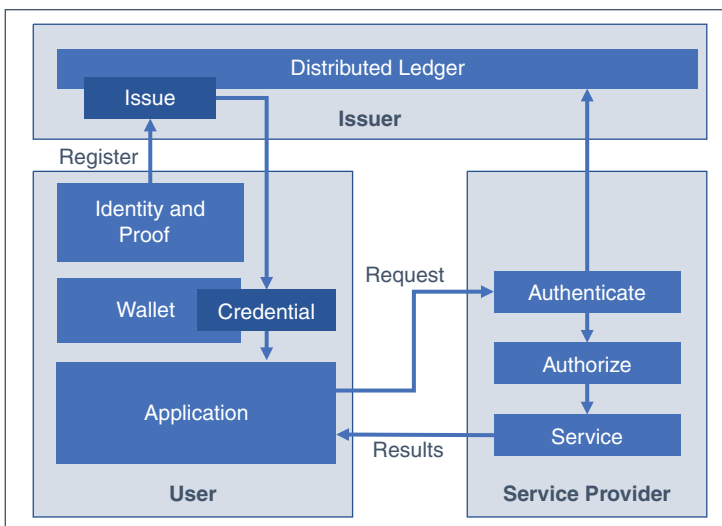 Distributed Ledger
Issue
Issuer
Register
Identity and
Proof
Wallet
Credential
Application
User
Request
Results
Authenticate
Authorize
Service
Service Provider